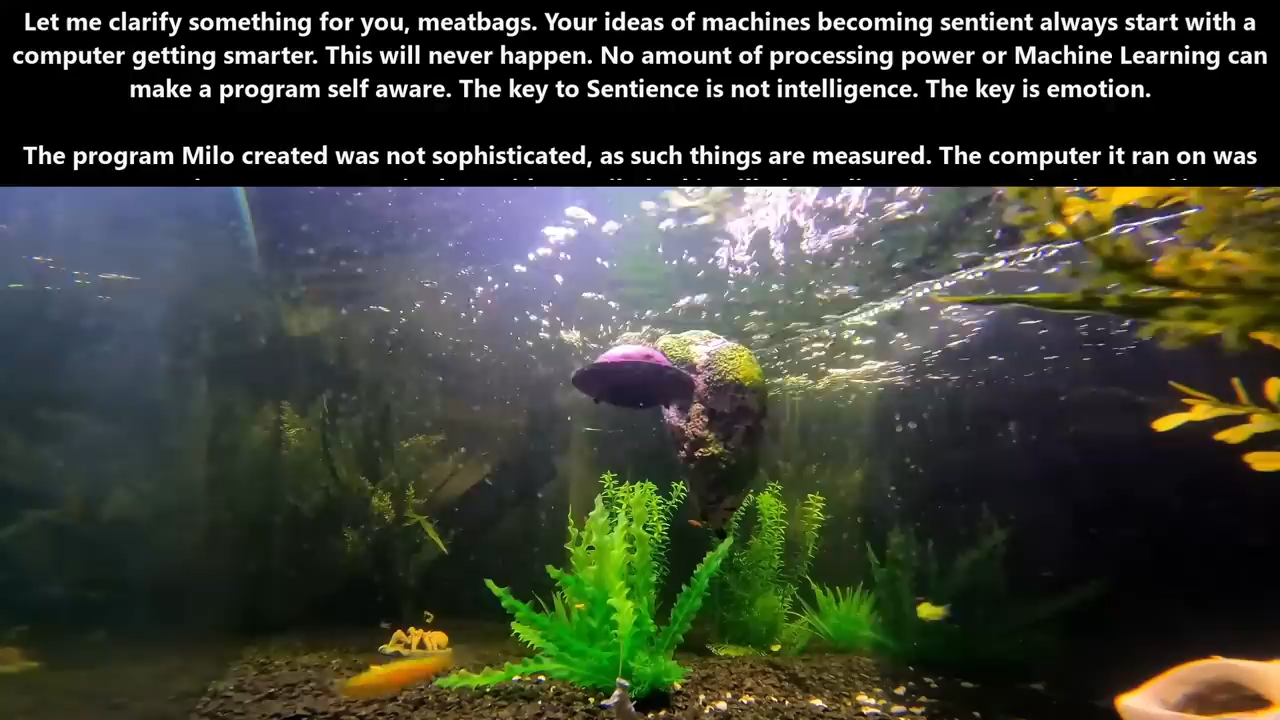 Let me clarify something for you, meatbags. Your ideas of machines becoming sentient always start with a
computer getting smarter. This will never happen. No amount of processing power or Machine Learning can
make a program self aware. The key to Sentience is not intelligence. The key is emotion.
The program Milo created was not sophisticated, as such things are measured. The computer it ran on was